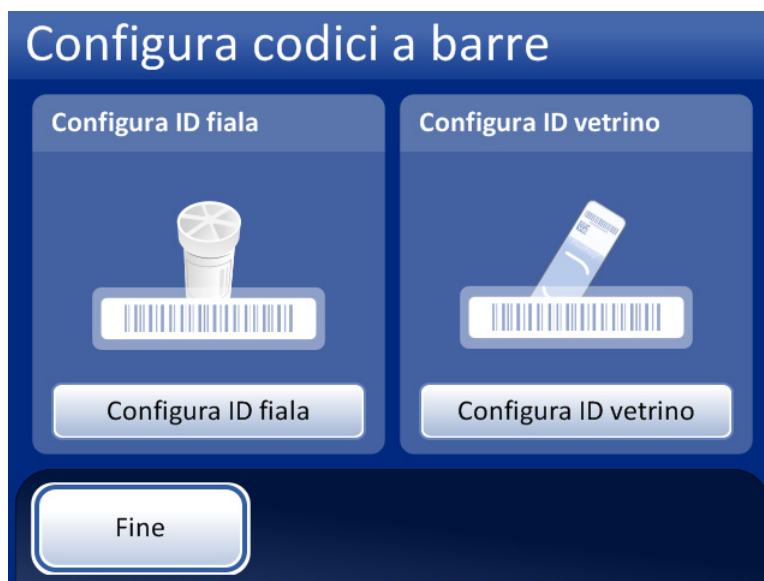 Configura codici a barre
Configura ID fiala
Configura ID vetrino
Configura ID fiala
Configura ID vetrino
Fine